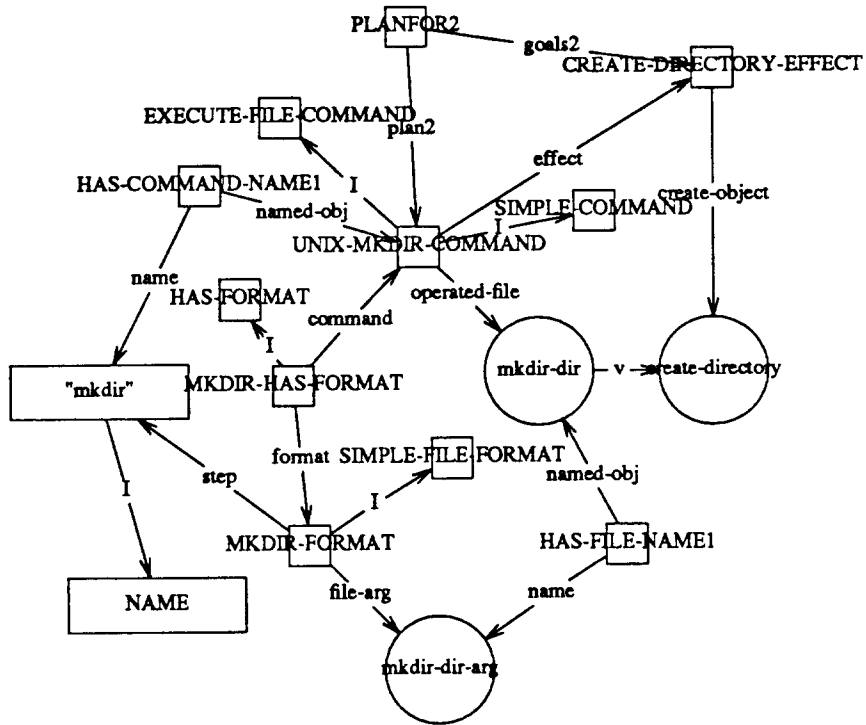 PLANFOR2
goals2
CREATE-DIRECTORY-EFFECT
EXECUTE-FILE-COMMAND
plan2
effect
HAS-COMMAND-NAME1
I
named-obj
SIMPLE-COMMAND
create-object
I
UNIX-MKDIR-COMMAND
name
HAS-FORMAT
operated-file
command
I
"mkdir"
MKDIR-HAS-FORMAT
mkdir-dir
v
create-directory
format
SIMPLE-FILE-FORMAT
step
named-obj
I
I
MKDIR-FORMAT
HAS-FILE-NAME1
NAME
file-arg
name
mkdir-dir-arg